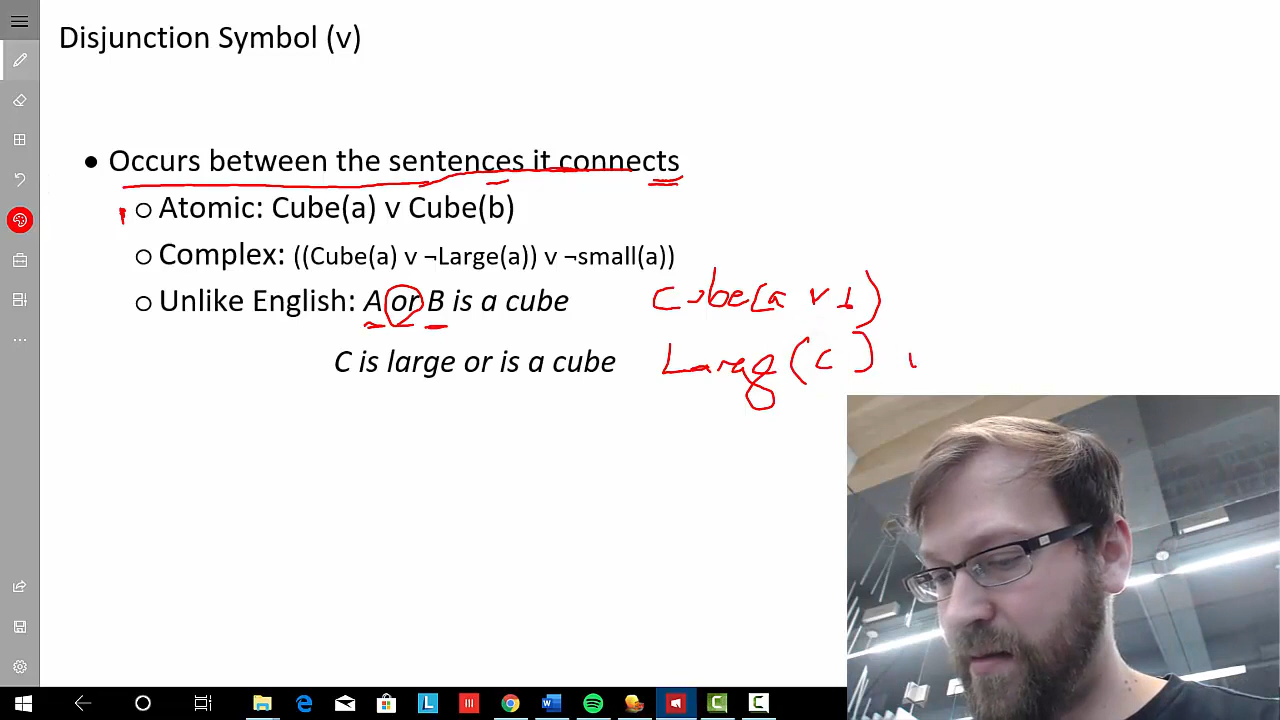 Disjunction Symbol (v)
● Occurs between the sentences it connects
○ Atomic: Cube(a) v Cube(b)
○ Complex: ((Cube(a) v ¬Large(a)) v ¬small(a))
○ Unlike English: A or B is a cube Cube(a v b)
C is large or is a cube Large(c)